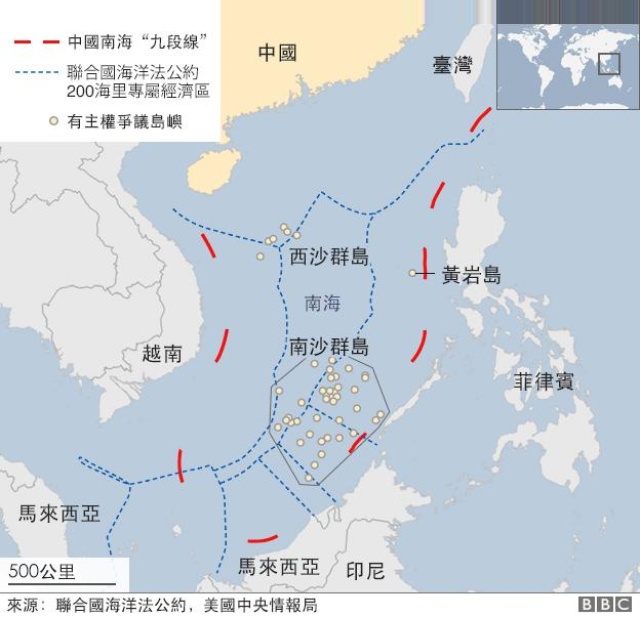 中國南海“九段線”
聯合國海洋法公約
200海里專屬經濟區
有主權爭議島嶼
中國
臺灣
西沙群島
黃岩島
南海
南沙群島
越南
菲律賓
馬來西亞
馬來西亞
印尼
500公里
來源：聯合國海洋法公約，美國中央情報局
BBC